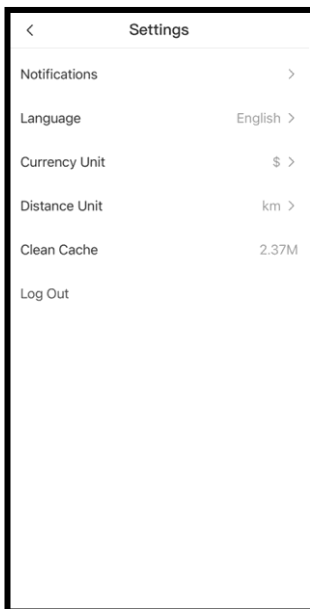 Settings
Notifications
Language English
Currency Unit $
Distance Unit km
Clean Cache 2.37M
Log Out